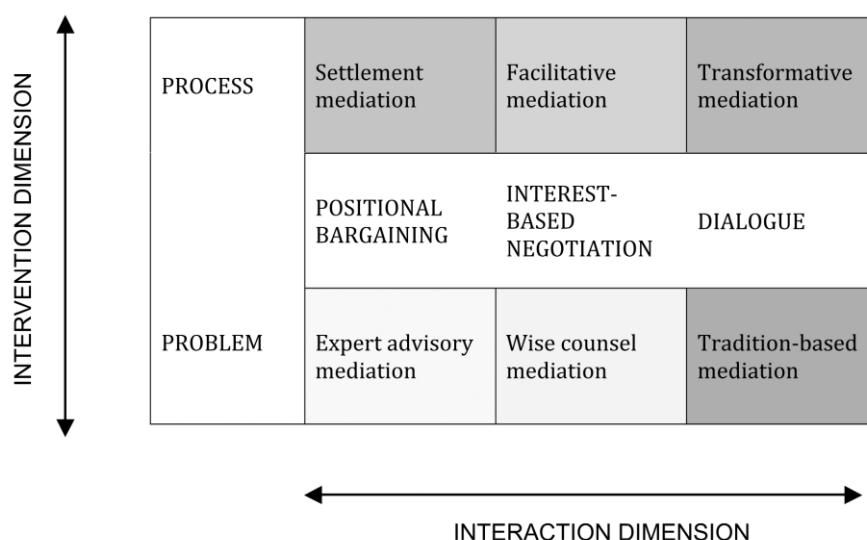 INTERVENTION DIMENSION
PROCESS
Settlement
mediation
Facilitative
mediation
Transformative
mediation
POSITIONAL
BARGAINING
INTEREST-
BASED
NEGOTIATION
DIALOGUE
PROBLEM
Expert advisory
mediation
Wise counsel
mediation
Tradition-based
mediation
INTERACTION DIMENSION